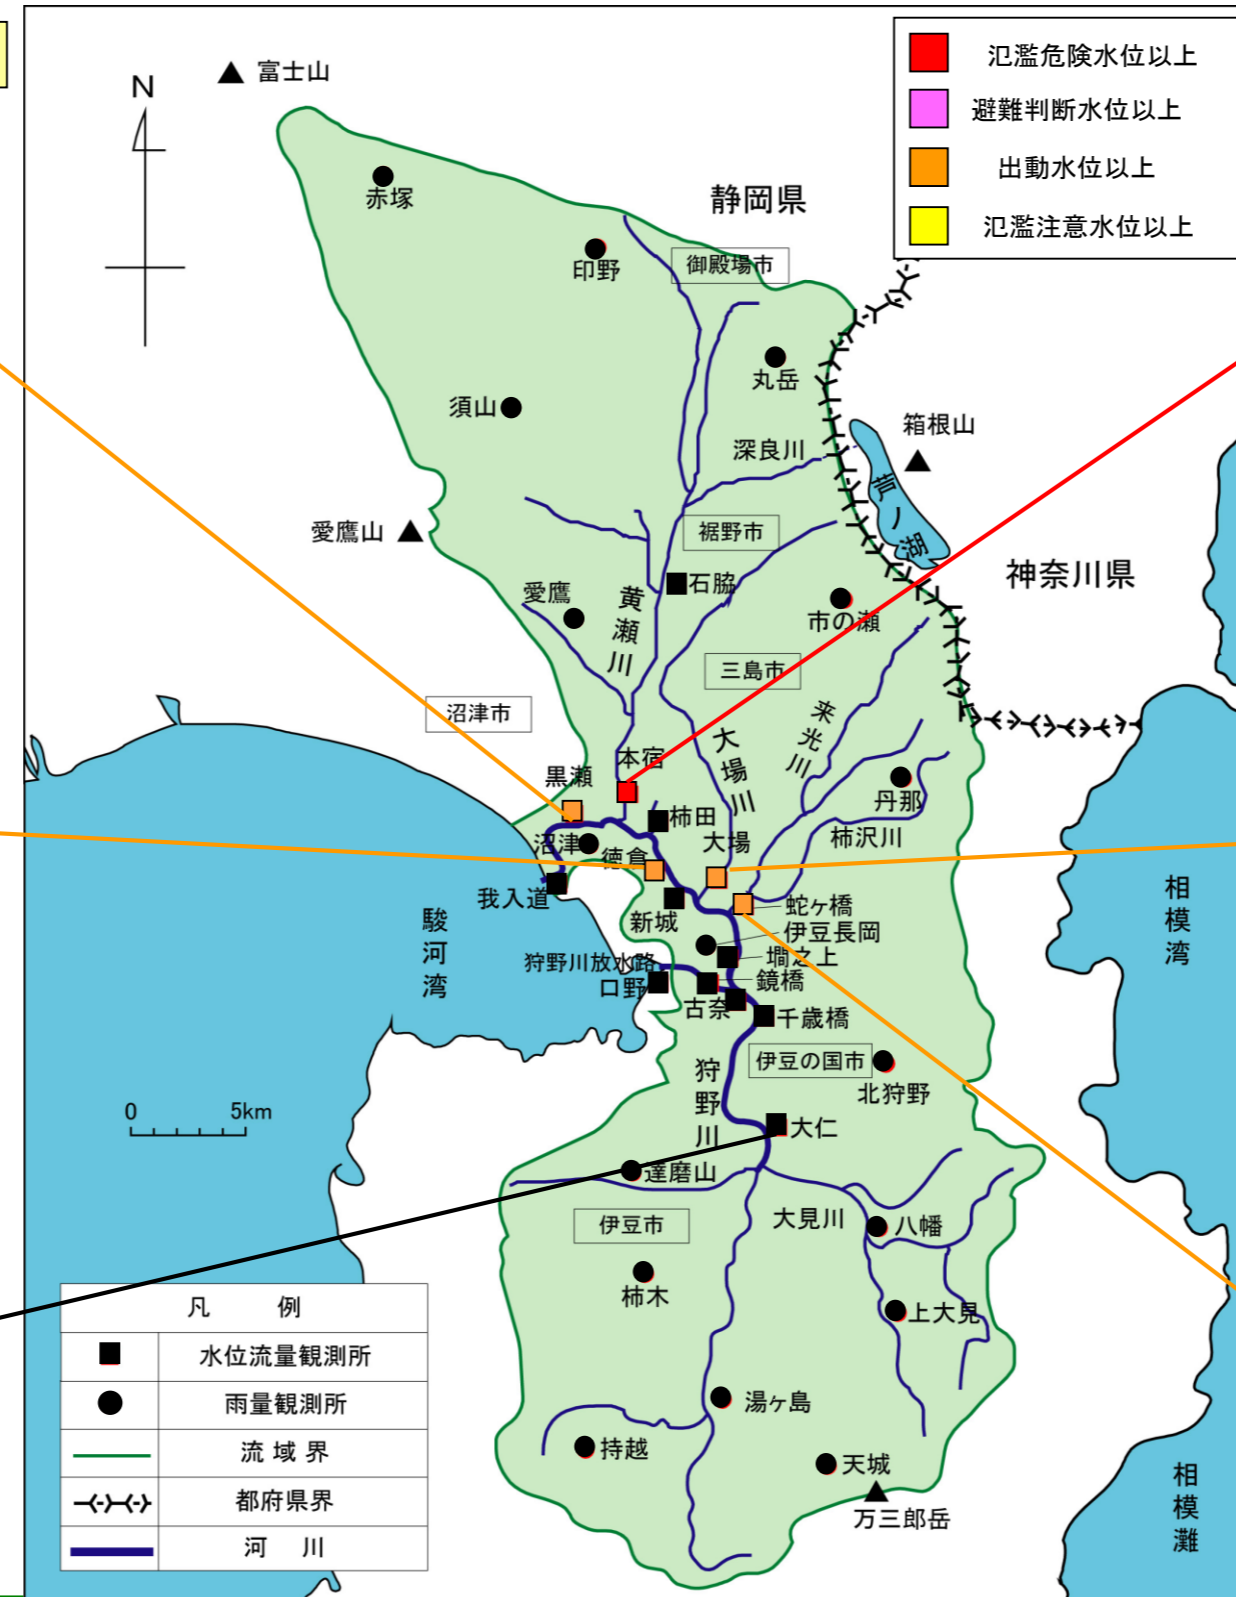 富士山
N
氾濫危険水位以上
避難判断水位以上
出動水位以上
氾濫注意水位以上
赤塚
静岡県
印野
御殿場市
丸岳
須山
深良川
箱根山
芦ノ湖
愛鷹山
裾野市
神奈川県
石脇
愛鷹
黄瀬川
市の瀬
三島市
沼津市
来光川
大場川
本宿
黒瀬
丹那
柿田
沼津
徳倉
大場
柿沢川
我入道
新城
蛇ヶ橋
伊豆長岡
相模湾
駿河湾
狩野川放水路
墹之上
鏡橋
口野
古奈
千歳橋
伊豆の国市
狩野川
北狩野
0 5km
大仁
達磨山
伊豆市
大見川
八幡
柿木
上大見
凡 例
水位流量観測所
雨量観測所
流域界
都府県界
河 川
湯ヶ島
持越
天城
万三郎岳
相模灘